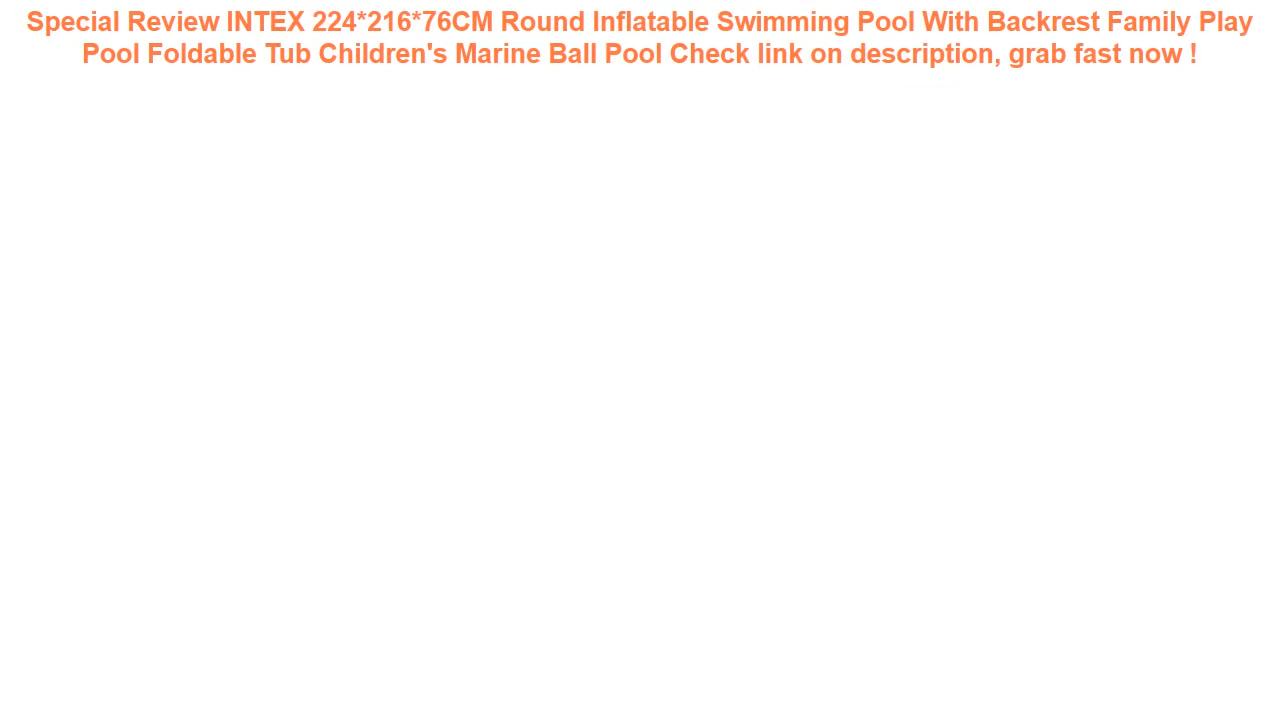 Special Review INTEX 224*216*76CM Round Inflatable Swimming Pool With Backrest Family Play
Pool Foldable Tub Children's Marine Ball Pool Check link on description, grab fast now !